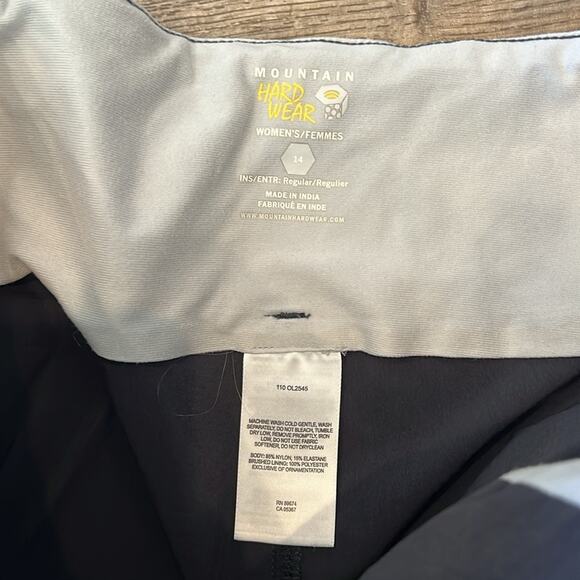 MOUNTAIN
HARD
WEAR
WOMEN'S/FEMMES
14
INS/ENTR: Regular/Regulier
MADE IN INDIA
FABRIQUÉ EN INDE
WWW.MOUNTAINHARDWEAR.COM
110 OL2545
MACHINE WASH COLD GENTLE, WASH
SEPARATELY, DO NOT BLEACH, TUMBLE
DRY LOW, REMOVE PROMPTLY, IRON
LOW, DO NOT USE FABRIC
SOFTENER, DO NOT DRYCLEAN
BODY: 85% NYLON, 15% ELASTANE
BRUSHED LINING: 100% POLYESTER
EXCLUSIVE OF ORNAMENTATION
RN 89674
CA 05367